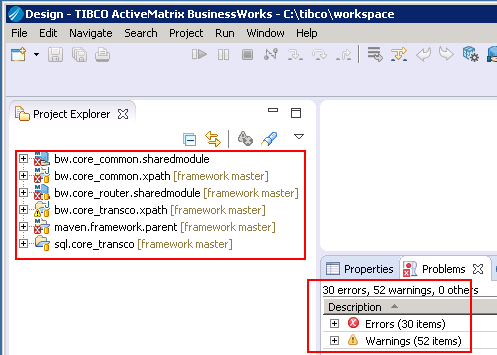 Design - TIBCO ActiveMatrix BusinessWorks - C:\tibco\workspace
File Edit Navigate Search Project Run Window Help
Project Explorer
bw.core_common.sharedmodule
bw.core_common.xpath [framework master]
bw.core_router.sharedmodule [framework master]
bw.core_transco.xpath [framework master]
maven.framework.parent [framework master]
sql.core_transco [framework master]
Properties Problems
30 errors, 52 warnings, 0 others
Description
Errors (30 items)
Warnings (52 items)